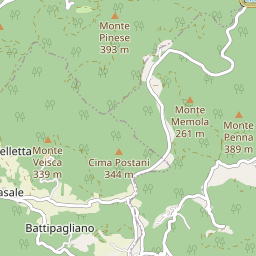 Monte
Pinese
393 m
Monte
Memola
261 m
Monte
Penna
389 m
elletta
Monte
Veisca
339 m
Cima Postani
344 m
asale
Battipagliano